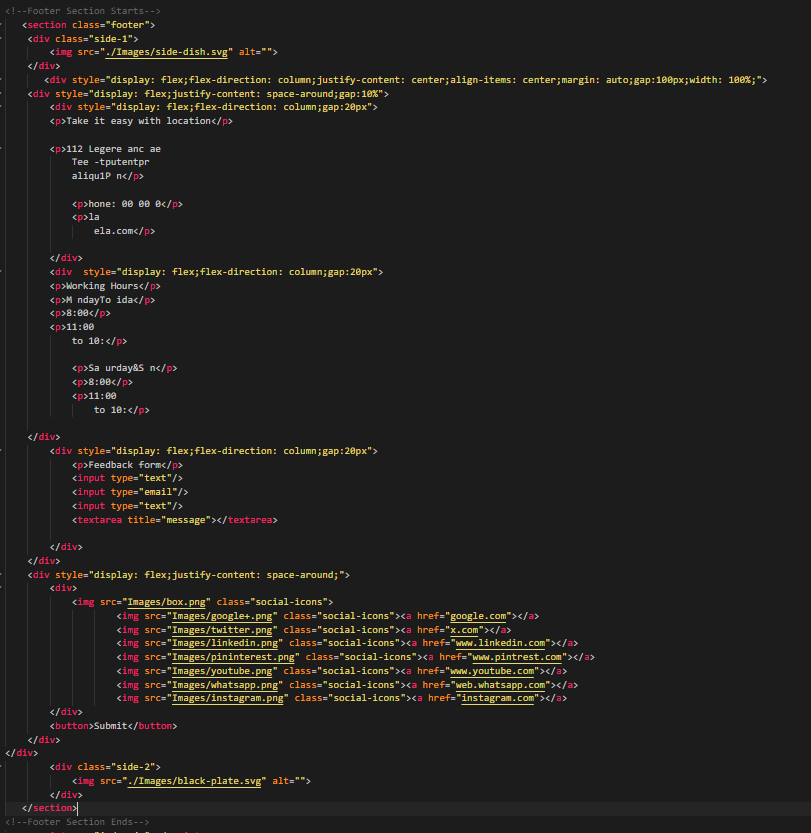 <!--Footer Section Starts-->
<section class="footer">
<div class="side-1">
<img src="./Images/side-dish.svg" alt="">
</div>
<div style="display: flex;flex-direction: column;justify-content: center;align-items: center;margin: auto;gap:100px;width: 100%;">
<div style="display: flex;justify-content: space-around;gap:10%">
<div style="display: flex;flex-direction: column;gap:20px">
<p>Take it easy with location</p>
<p>112 Legere anc ae
Tee -tputentpr
aliqu1P n</p>
<p>hone: 00 00 0</p>
<p>la
ela.com</p>
</div>
<div  style="display: flex;flex-direction: column;gap:20px">
<p>Working Hours</p>
<p>M ndayTo ida</p>
<p>8:00</p>
<p>11:00
to 10:</p>
<p>Sa urday&S n</p>
<p>8:00</p>
<p>11:00
to 10:</p>
</div>
<div style="display: flex;flex-direction: column;gap:20px">
<p>Feedback form</p>
<input type="text"/>
<input type="email"/>
<input type="text"/>
<textarea title="message"></textarea>
</div>
</div>
<div style="display: flex;justify-content: space-around;">
<div>
<img src="Images/box.png" class="social-icons">
<img src="Images/google+.png" class="social-icons"><a href="google.com"></a>
<img src="Images/twitter.png" class="social-icons"><a href="x.com"></a>
<img src="Images/linkedin.png" class="social-icons"><a href="www.linkedin.com"></a>
<img src="Images/pininterest.png" class="social-icons"><a href="www.pintrest.com"></a>
<img src="Images/youtube.png" class="social-icons"><a href="www.youtube.com"></a>
<img src="Images/whatsapp.png" class="social-icons"><a href="web.whatsapp.com"></a>
<img src="Images/instagram.png" class="social-icons"><a href="instagram.com"></a>
</div>
<button>Submit</button>
</div>
</div>
<div class="side-2">
<img src="./Images/black-plate.svg" alt="">
</div>
</section>
<!--Footer Section Ends-->